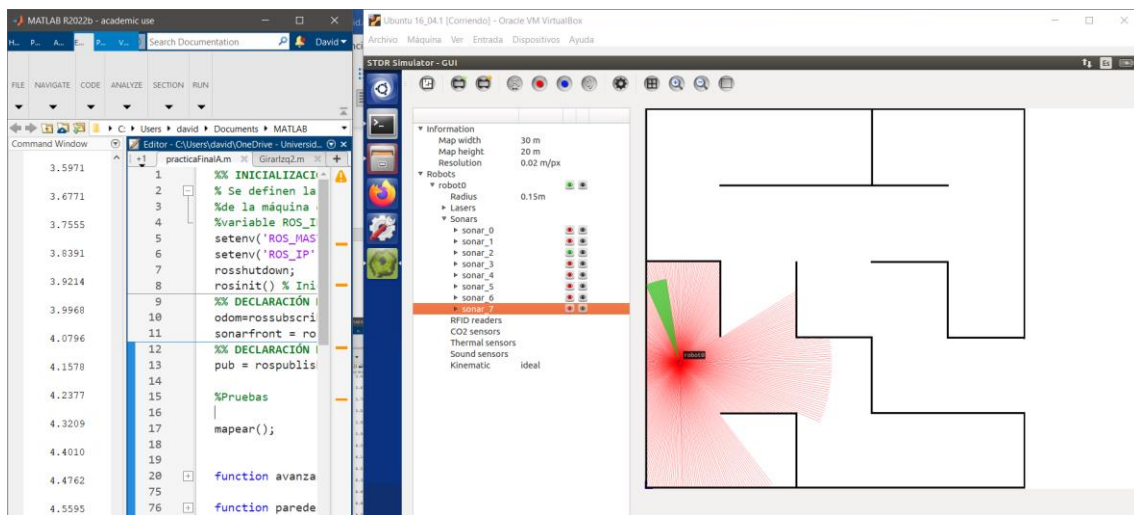 MATLAB R2022b - academic use
H... P... A... E... P... V...
Search Documentation
David
FILE NAVIGATE CODE ANALYZE SECTION RUN
C: Users david Documents MATLAB
Command Window
3.5971
3.6771
3.7555
3.8391
3.9214
3.9968
4.0796
4.1578
4.2377
4.3209
4.4010
4.4762
4.5595
Editor - C:\Users\david\OneDrive - Universid...
+1 practicaFinalA.m GirarIzq2.m +
1 %% INICIALIZACI
2 % Se definen la
3 %de la máquina
4 %variable ROS_I
5 setenv('ROS_MAS
6 setenv('ROS_IP'
7 rosshutdown;
8 rosinit() % Ini
9 %% DECLARACIÓN
10 odom=rossubscri
11 sonarfront = ro
12 %% DECLARACIÓN
13 pub = rospublis
14
15 %Pruebas
16
17 mapear();
18
19
20 function avanza
75
76 function parede
Ubuntu 16_04.1 [Corriendo] - Oracle VM VirtualBox
Archivo Máquina Ver Entrada Dispositivos Ayuda
STDR Simulator - GUI
Es
Information
Map width 30 m
Map height 20 m
Resolution 0.02 m/px
Robots
robot0
Radius 0.15m
Lasers
Sonars
sonar_0
sonar_1
sonar_2
sonar_3
sonar_4
sonar_5
sonar_6
sonar_7
RFID readers
CO2 sensors
Thermal sensors
Sound sensors
Kinematic ideal
robot0